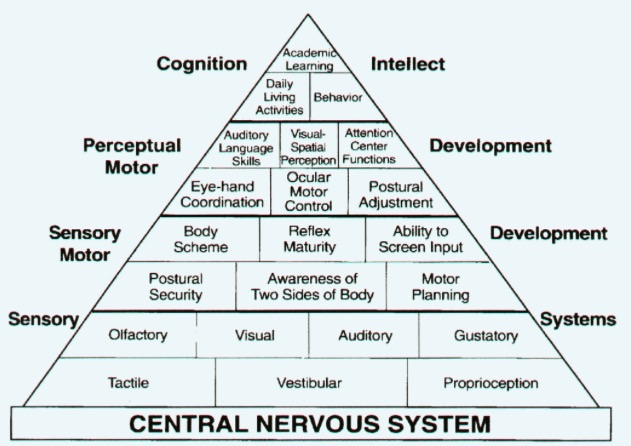 Academic
Learning
Cognition
Intellect
Daily
Living
Activities
Behavior
Auditory
Language
Skills
Visual-
Spatial
Perception
Attention
Center
Functions
Perceptual
Motor
Development
Eye-hand
Coordination
Ocular
Motor
Control
Postural
Adjustment
Sensory
Motor
Development
Body
Scheme
Reflex
Maturity
Ability to
Screen Input
Postural
Security
Awareness of
Two Sides of Body
Motor
Planning
Sensory
Systems
Olfactory
Visual
Auditory
Gustatory
Tactile
Vestibular
Proprioception
CENTRAL NERVOUS SYSTEM